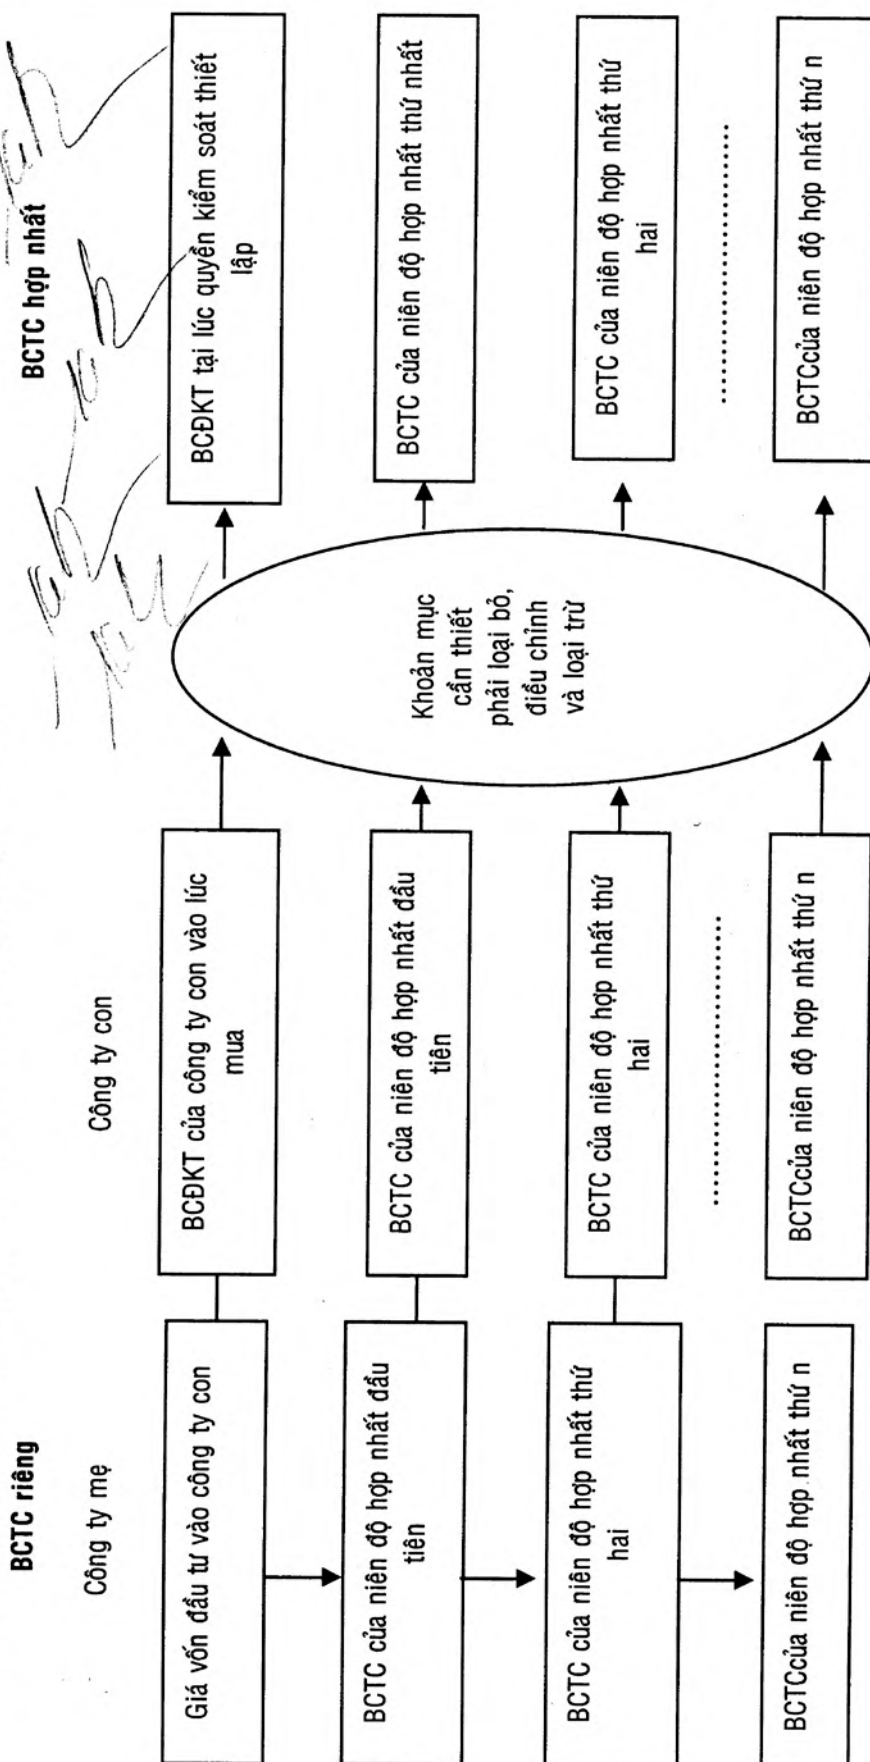 BCTC riêng
BCTC hợp nhất
Công ty mẹ
Công ty con
Giá vốn đầu tư vào công ty con
BCĐKT của công ty con vào lúc
mua
BCĐKT tại lúc quyền kiểm soát thiết
lập
BCTC của niên độ hợp nhất đầu
tiên
BCTC của niên độ hợp nhất đầu
tiên
BCTC của niên độ hợp nhất thứ nhất
Khoản mục
cần thiết
phải loại bỏ,
điều chỉnh
và loại trừ
BCTC của niên độ hợp nhất thứ
hai
BCTC của niên độ hợp nhất thứ
hai
BCTC của niên độ hợp nhất thứ
hai
BCTCcủa niên độ hợp nhất thứ n
BCTCcủa niên độ hợp nhất thứ n
BCTCcủa niên độ hợp nhất thứ n